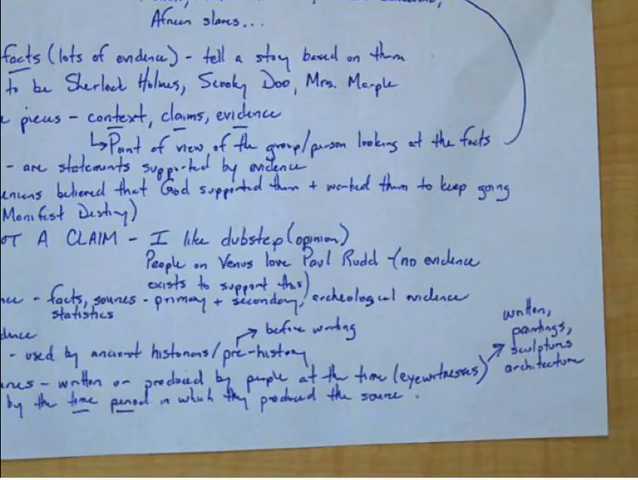 African slaves...
facts (lots of evidence) - tell a story based on them
to be Sherlock Holmes, Scooby Doo, Mrs. Marple
pieces - context, claims, evidence
↳ Point of view of the group/person looking at the facts
- are statements supported by evidence
believed that God supported them + wanted them to keep going
Manifest Destiny)
OT A CLAIM - I like dubstep (opinion)
People on Venus love Paul Rudd - (no evidence
exists to support this)
nce - facts, sources - primary + secondary, archeological evidence
statistics
dence
→ before writing
- used by ancient historians/pre-history
written,
paintings,
sculptures
architecture
- written or produced by people at the time (eyewitnesses)
by the time period in which they produced the source.